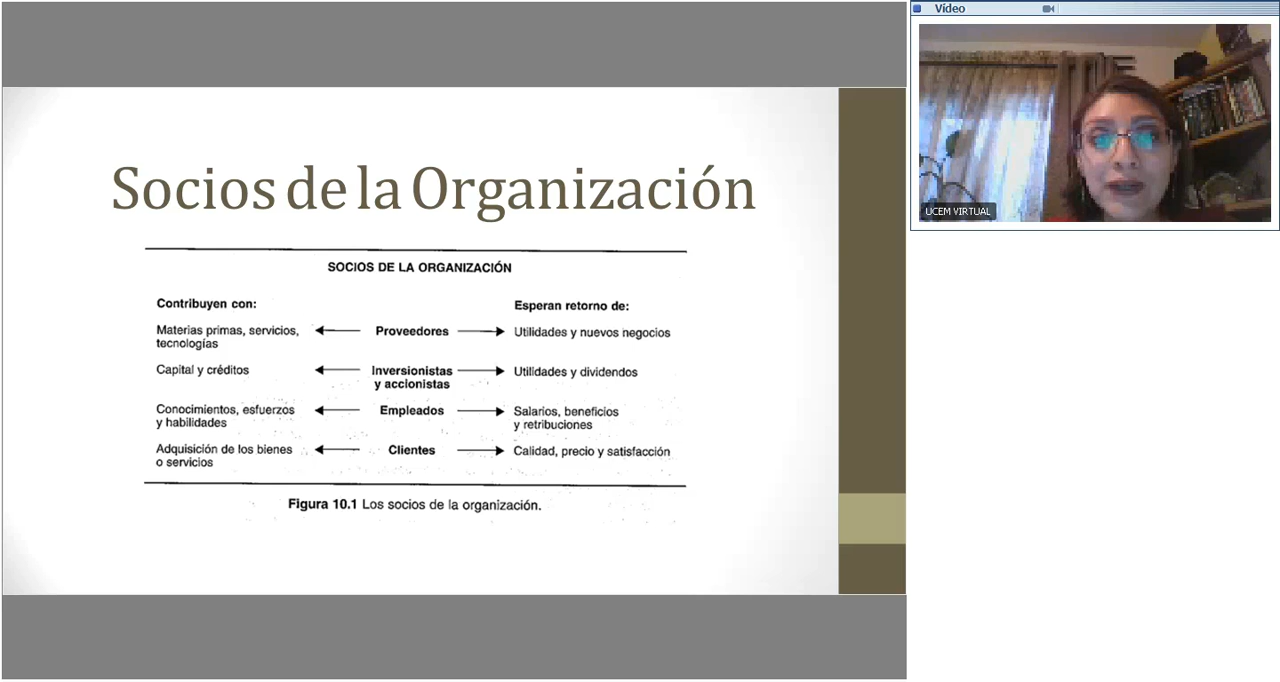 Socios de la Organización
SOCIOS DE LA ORGANIZACIÓN
Contribuyen con:
Esperan retorno de:
Materias primas, servicios,
tecnologías
Proveedores
Utilidades y nuevos negocios
Capital y créditos
Inversionistas
y accionistas
Utilidades y dividendos
Conocimientos, esfuerzos
y habilidades
Empleados
Salarios, beneficios
y retribuciones
Adquisición de los bienes
o servicios
Clientes
Calidad, precio y satisfacción
Figura 10.1 Los socios de la organización.
Vídeo
UCEM VIRTUAL